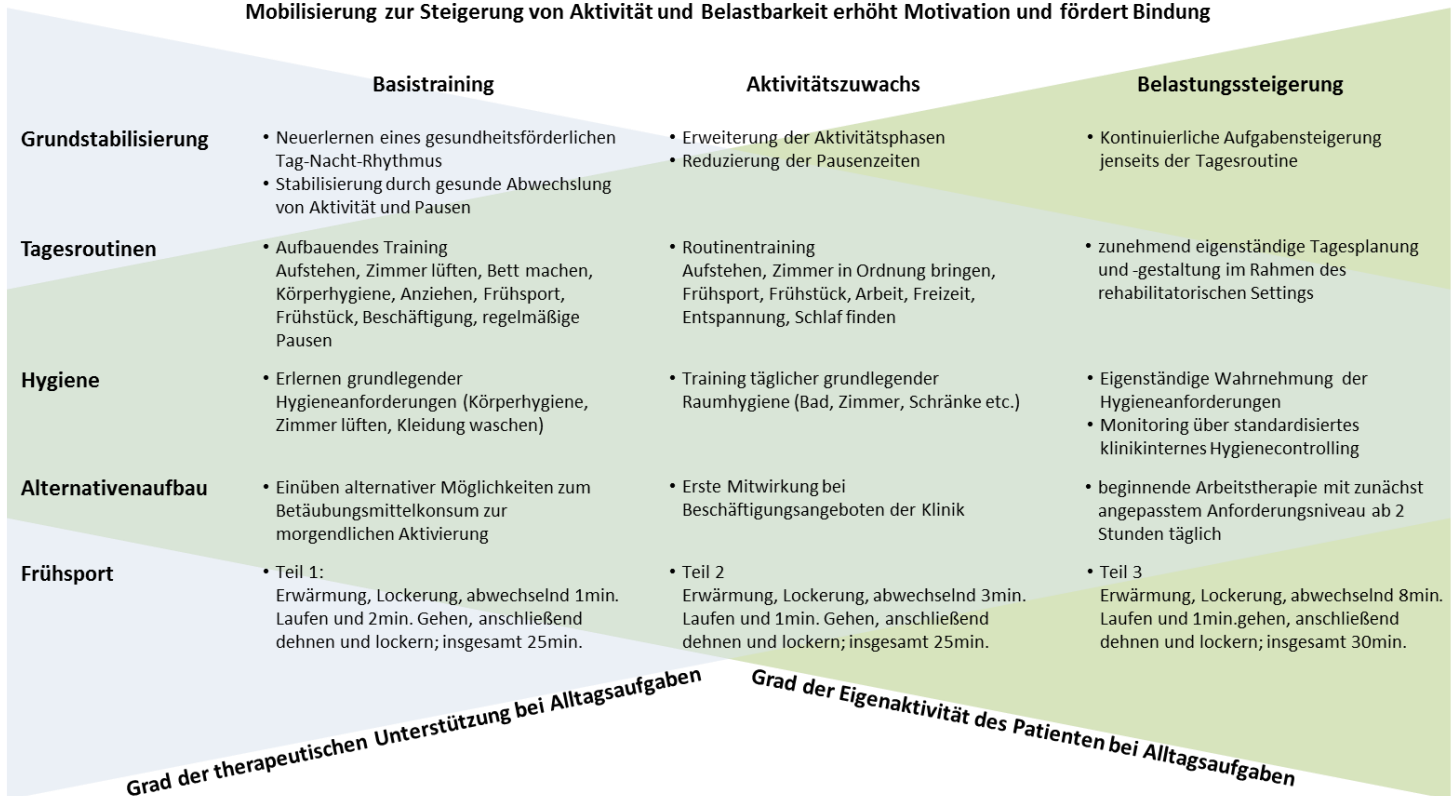 Mobilisierung zur Steigerung von Aktivität und Belastbarkeit erhöht Motivation und fördert Bindung
Basistraining
Aktivitätszuwachs
Belastungssteigerung
Grundstabilisierung
• Neuerlernen eines gesundheitsförderlichen
Tag-Nacht-Rhythmus
• Stabilisierung durch gesunde Abwechslung
von Aktivität und Pausen
• Erweiterung der Aktivitätsphasen
• Reduzierung der Pausenzeiten
• Kontinuierliche Aufgabensteigerung
jenseits der Tagesroutine
Tagesroutinen
• Aufbauendes Training
Aufstehen, Zimmer lüften, Bett machen,
Körperhygiene, Anziehen, Frühsport,
Frühstück, Beschäftigung, regelmäßige
Pausen
• Routinentraining
Aufstehen, Zimmer in Ordnung bringen,
Frühsport, Frühstück, Arbeit, Freizeit,
Entspannung, Schlaf finden
• zunehmend eigenständige Tagesplanung
und -gestaltung im Rahmen des
rehabilitatorischen Settings
Hygiene
• Erlernen grundlegender
Hygieneanforderungen (Körperhygiene,
Zimmer lüften, Kleidung waschen)
• Training täglicher grundlegender
Raumhygiene (Bad, Zimmer, Schränke etc.)
• Eigenständige Wahrnehmung der
Hygieneanforderungen
• Monitoring über standardisiertes
klinikinternes Hygienecontrolling
Alternativenaufbau
• Einüben alternativer Möglichkeiten zum
Betäubungsmittelkonsum zur
morgendlichen Aktivierung
• Erste Mitwirkung bei
Beschäftigungsangeboten der Klinik
• beginnende Arbeitstherapie mit zunächst
angepasstem Anforderungsniveau ab 2
Stunden täglich
Frühsport
• Teil 1:
Erwärmung, Lockerung, abwechselnd 1min.
Laufen und 2min. Gehen, anschließend
dehnen und lockern; insgesamt 25min.
• Teil 2
Erwärmung, Lockerung, abwechselnd 3min.
Laufen und 1min. Gehen, anschließend
dehnen und lockern; insgesamt 25min.
• Teil 3
Erwärmung, Lockerung, abwechselnd 8min.
Laufen und 1min.gehen, anschließend
dehnen und lockern; insgesamt 30min.
Grad der therapeutischen Unterstützung bei Alltagsaufgaben
Grad der Eigenaktivität des Patienten bei Alltagsaufgaben